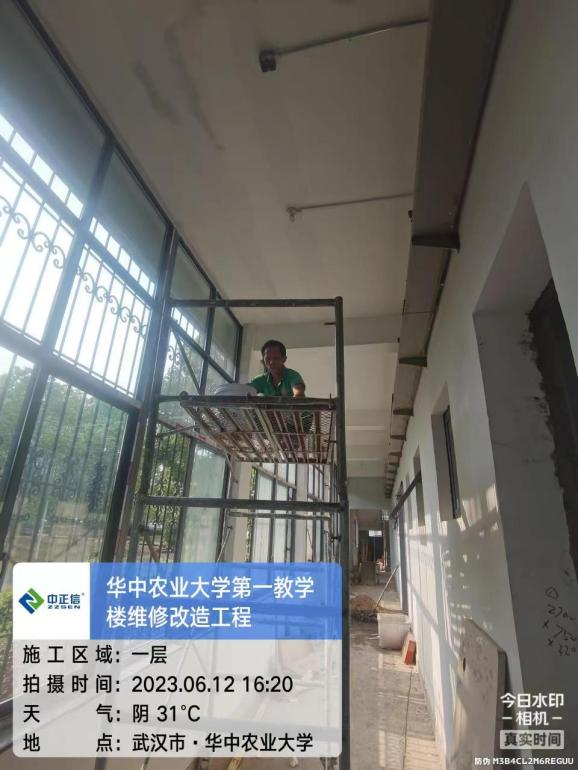 中正信®
ZZSEN
华中农业大学第一教学
楼维修改造工程
施工区域: 一层
拍摄时间: 2023.06.12 16:20
天气: 阴 31°C
地点: 武汉市·华中农业大学
今日水印
-相机-
真实时间
防伪 M3B4CL2M6REGUU